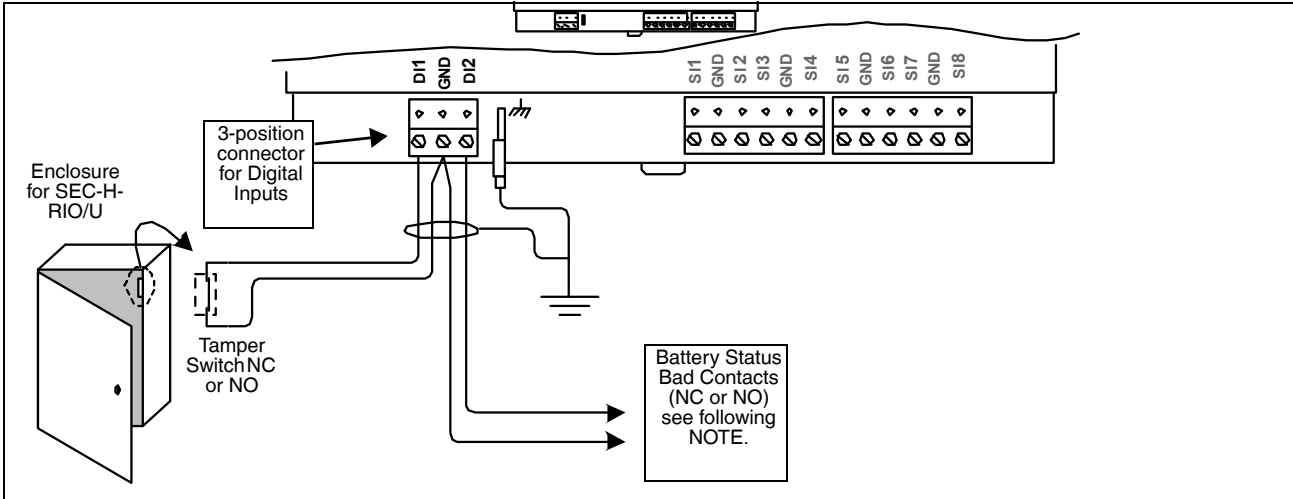 DI1
GND
DI2
SI1
GND
SI2
SI3
GND
SI4
SI5
GND
SI6
SI7
GND
SI8
3-position
connector
for Digital
Inputs
Enclosure
for SEC-H-
RIO/U
Tamper
Switch NC
or NO
Battery Status
Bad Contacts
(NC or NO)
see following
NOTE.